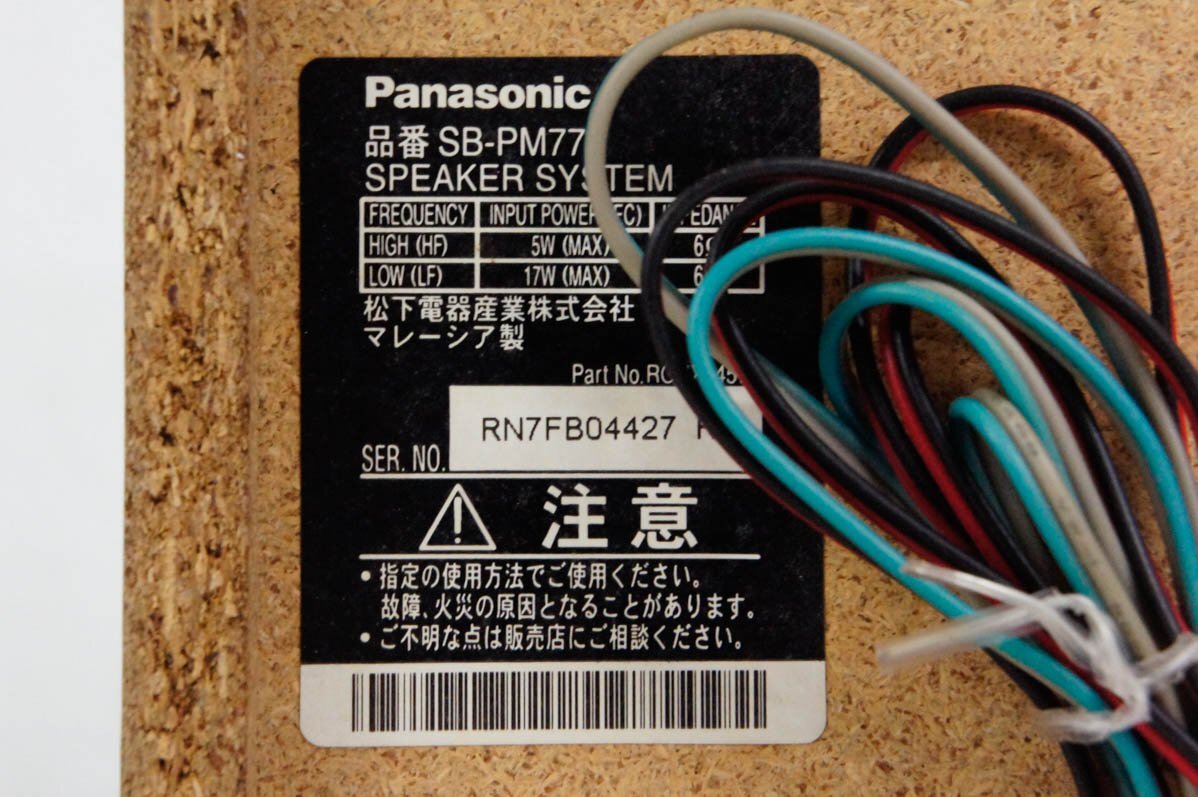 Panasonic
品番 SB-PM77
SPEAKER SYSTEM
FREQUENCY INPUT POWER (IEC) IMPEDANCE
HIGH (HF) 5W (MAX) 6Ω
LOW (LF) 17W (MAX) 6
松下電器産業株式会社
マレーシア製
Part No.
RN7FB04427
SER. NO.
注意
• 指定の使用方法でご使用ください。
故障、火災の原因となることがあります。
• ご不明な点は販売店にご相談ください。